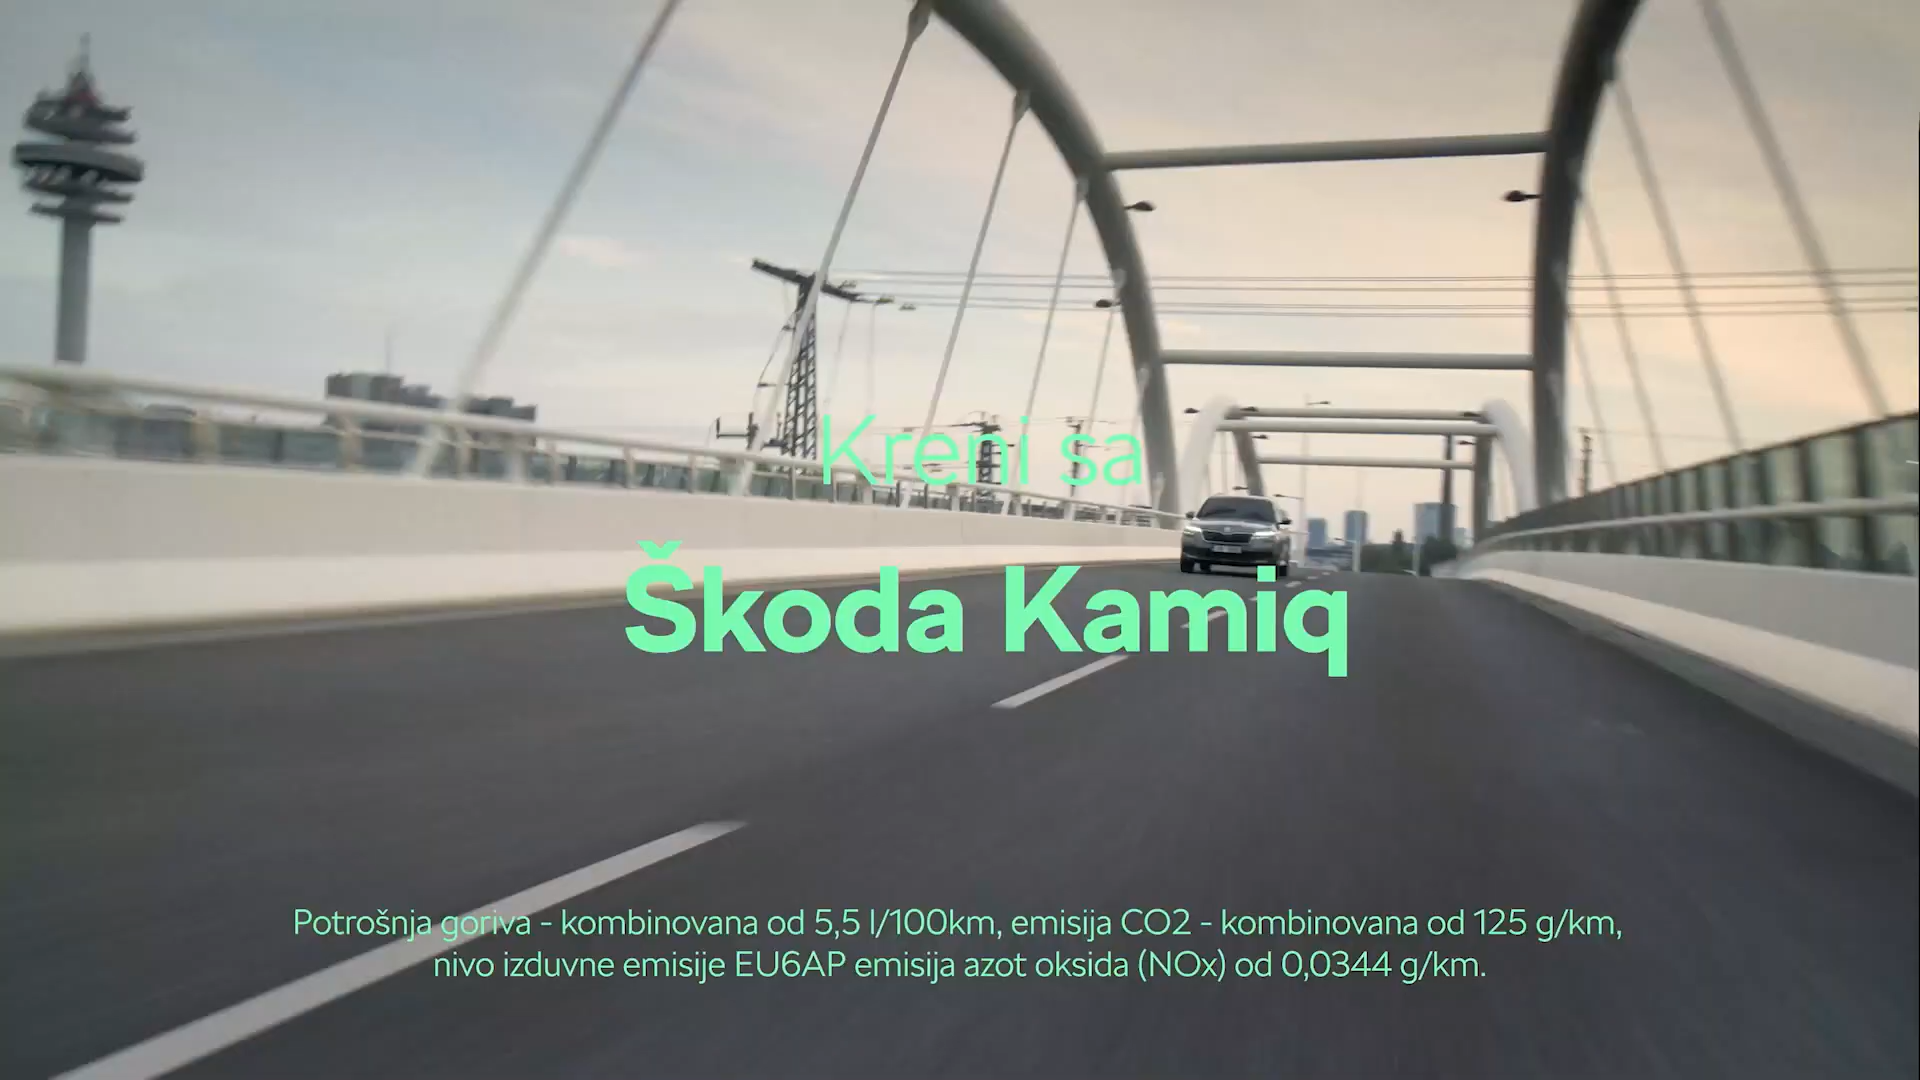 Kreni sa
Škoda Kamiq
Potrošnja goriva - kombinovana od 5,5 l/100km, emisija CO2 - kombinovana od 125 g/km,
nivo izduvne emisije EU6AP emisija azot oksida (NOx) od 0,0344 g/km.